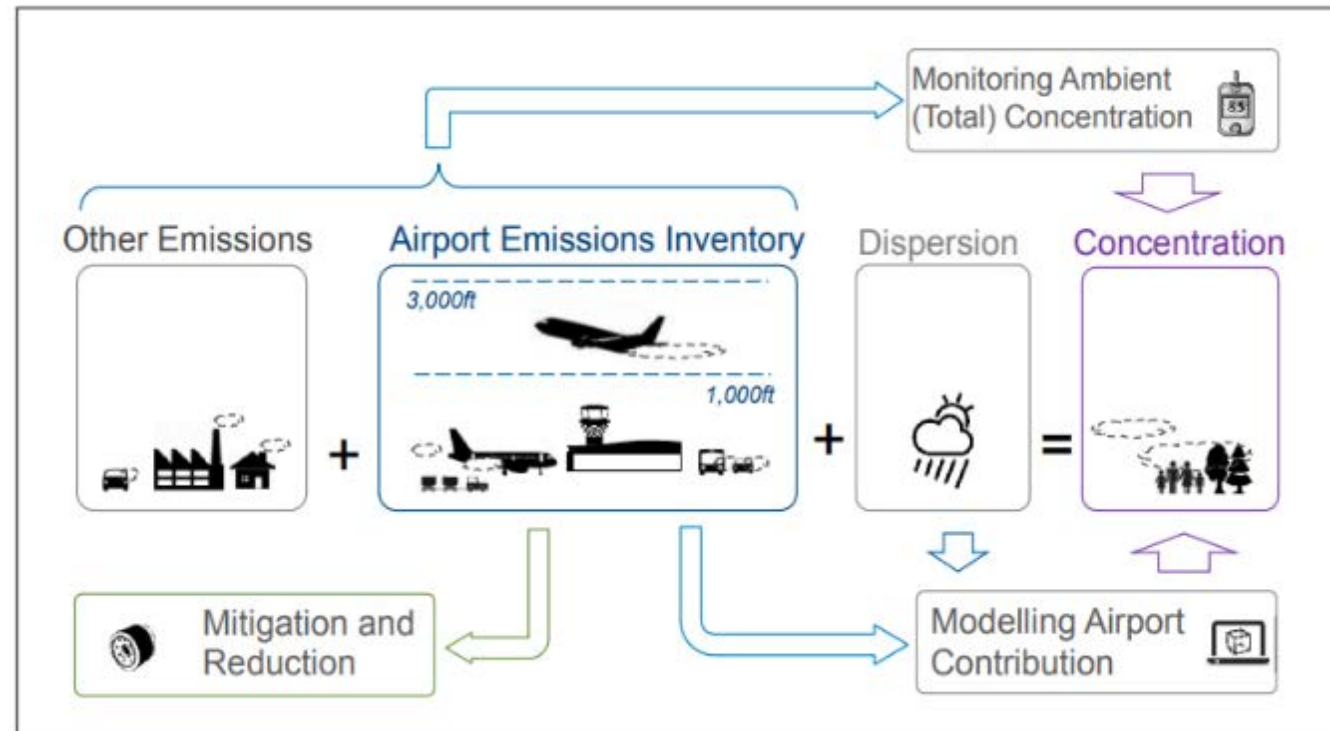 Monitoring Ambient
(Total) Concentration
85
Other Emissions
Airport Emissions Inventory
Dispersion
Concentration
3,000ft
1,000ft
+
+
=
Mitigation and
Reduction
Modelling Airport
Contribution